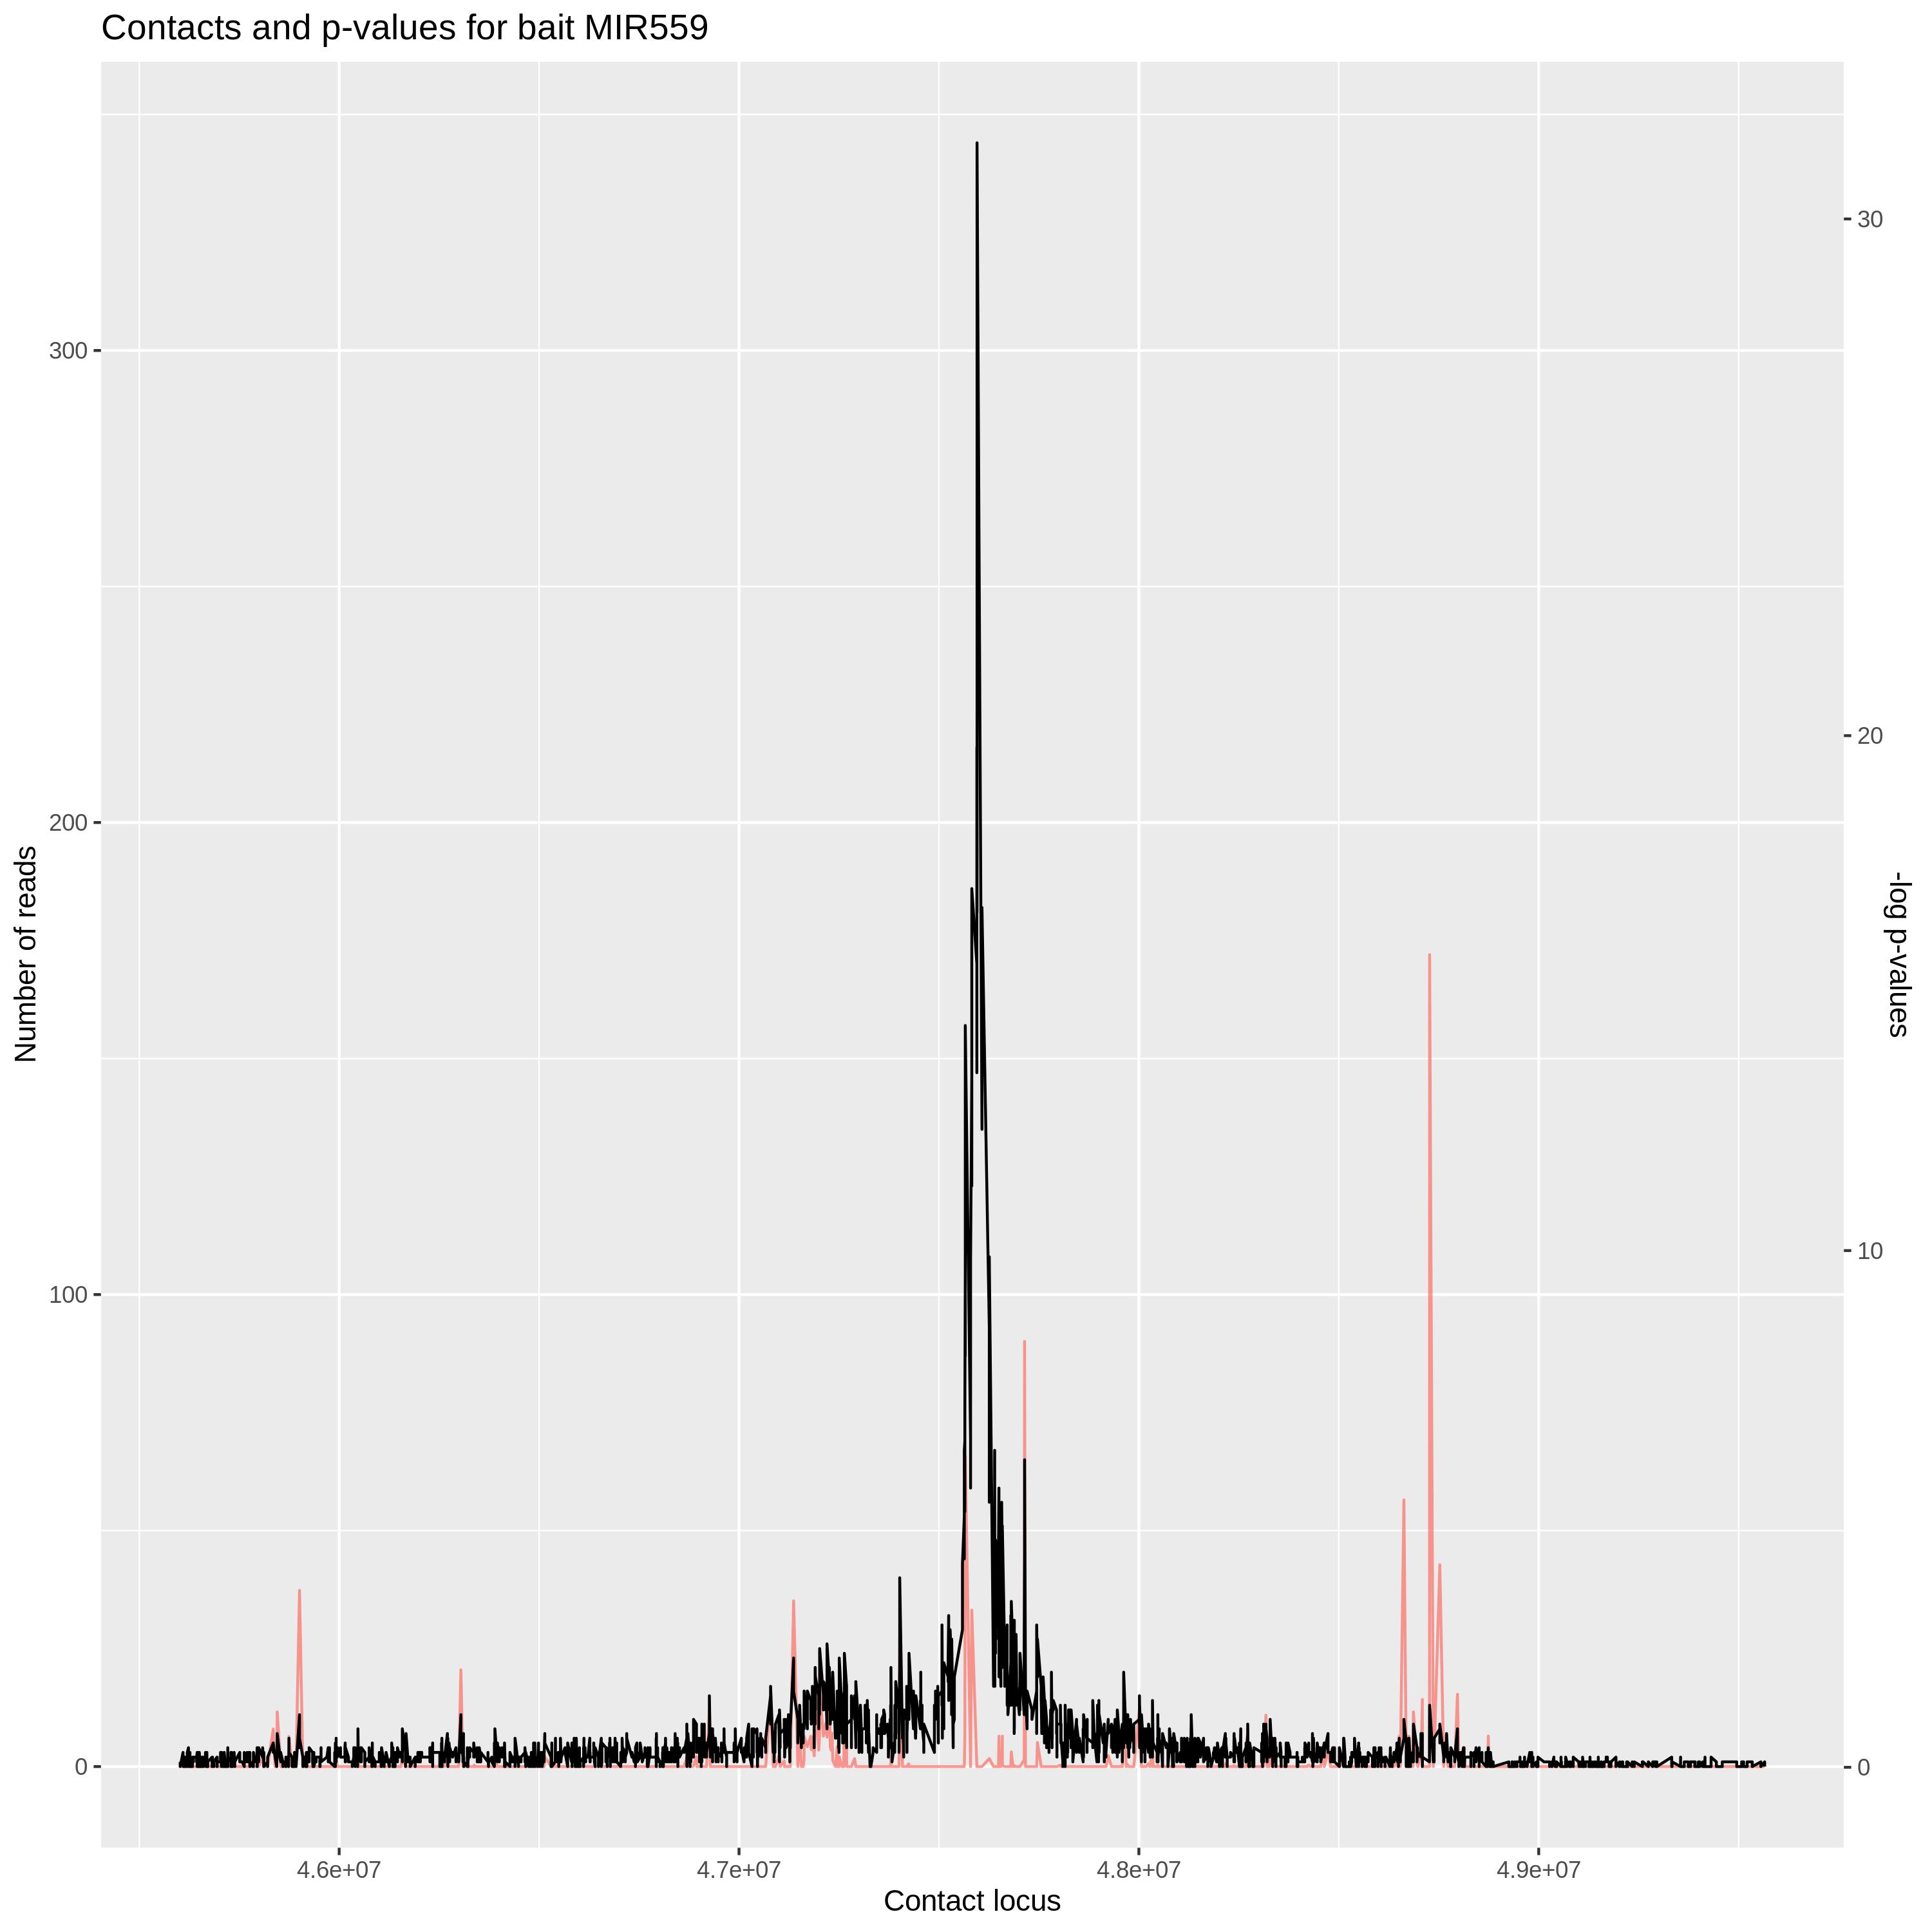 Contacts and p-values for bait MIR559
300
200
100
0
Number of reads
30
20
10
0
-log p-values
4.6e+07 4.7e+07 4.8e+07 4.9e+07
Contact locus